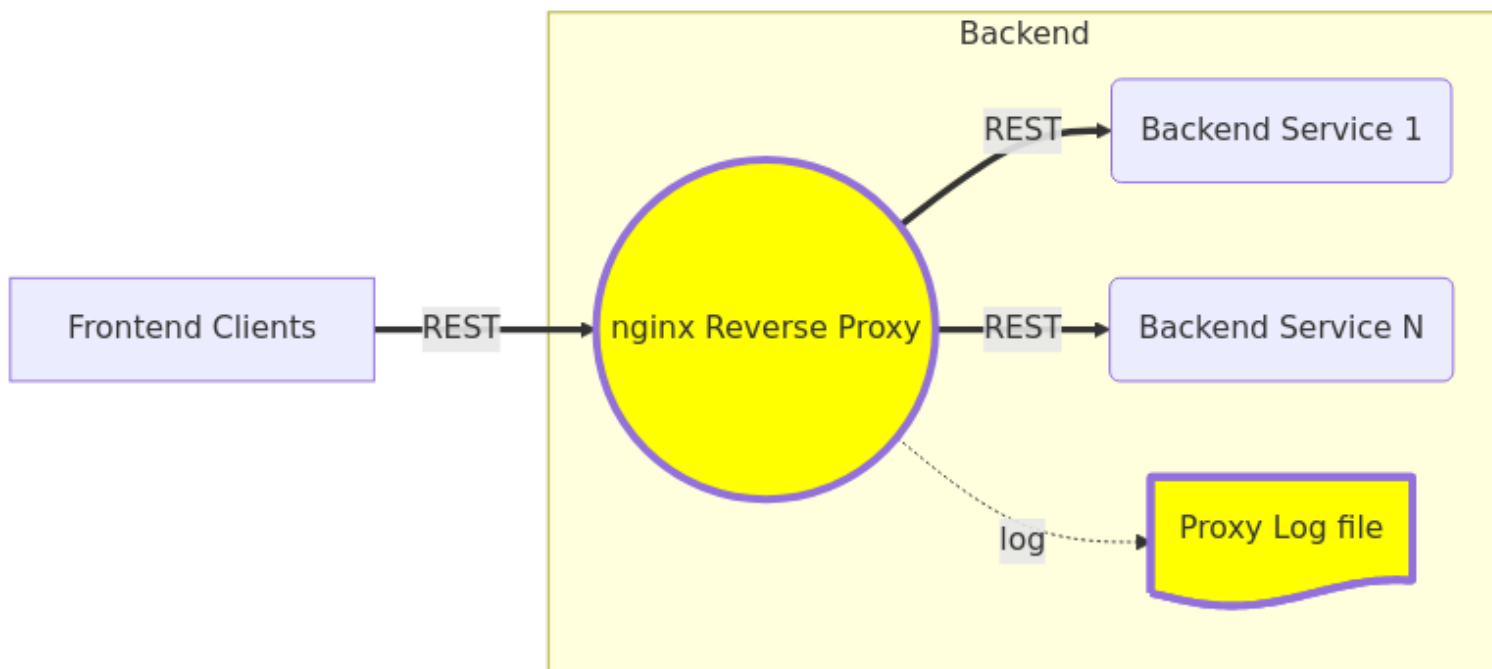 Backend
REST
Backend Service 1
Frontend Clients
REST
nginx Reverse Proxy
REST
Backend Service N
log
Proxy Log file